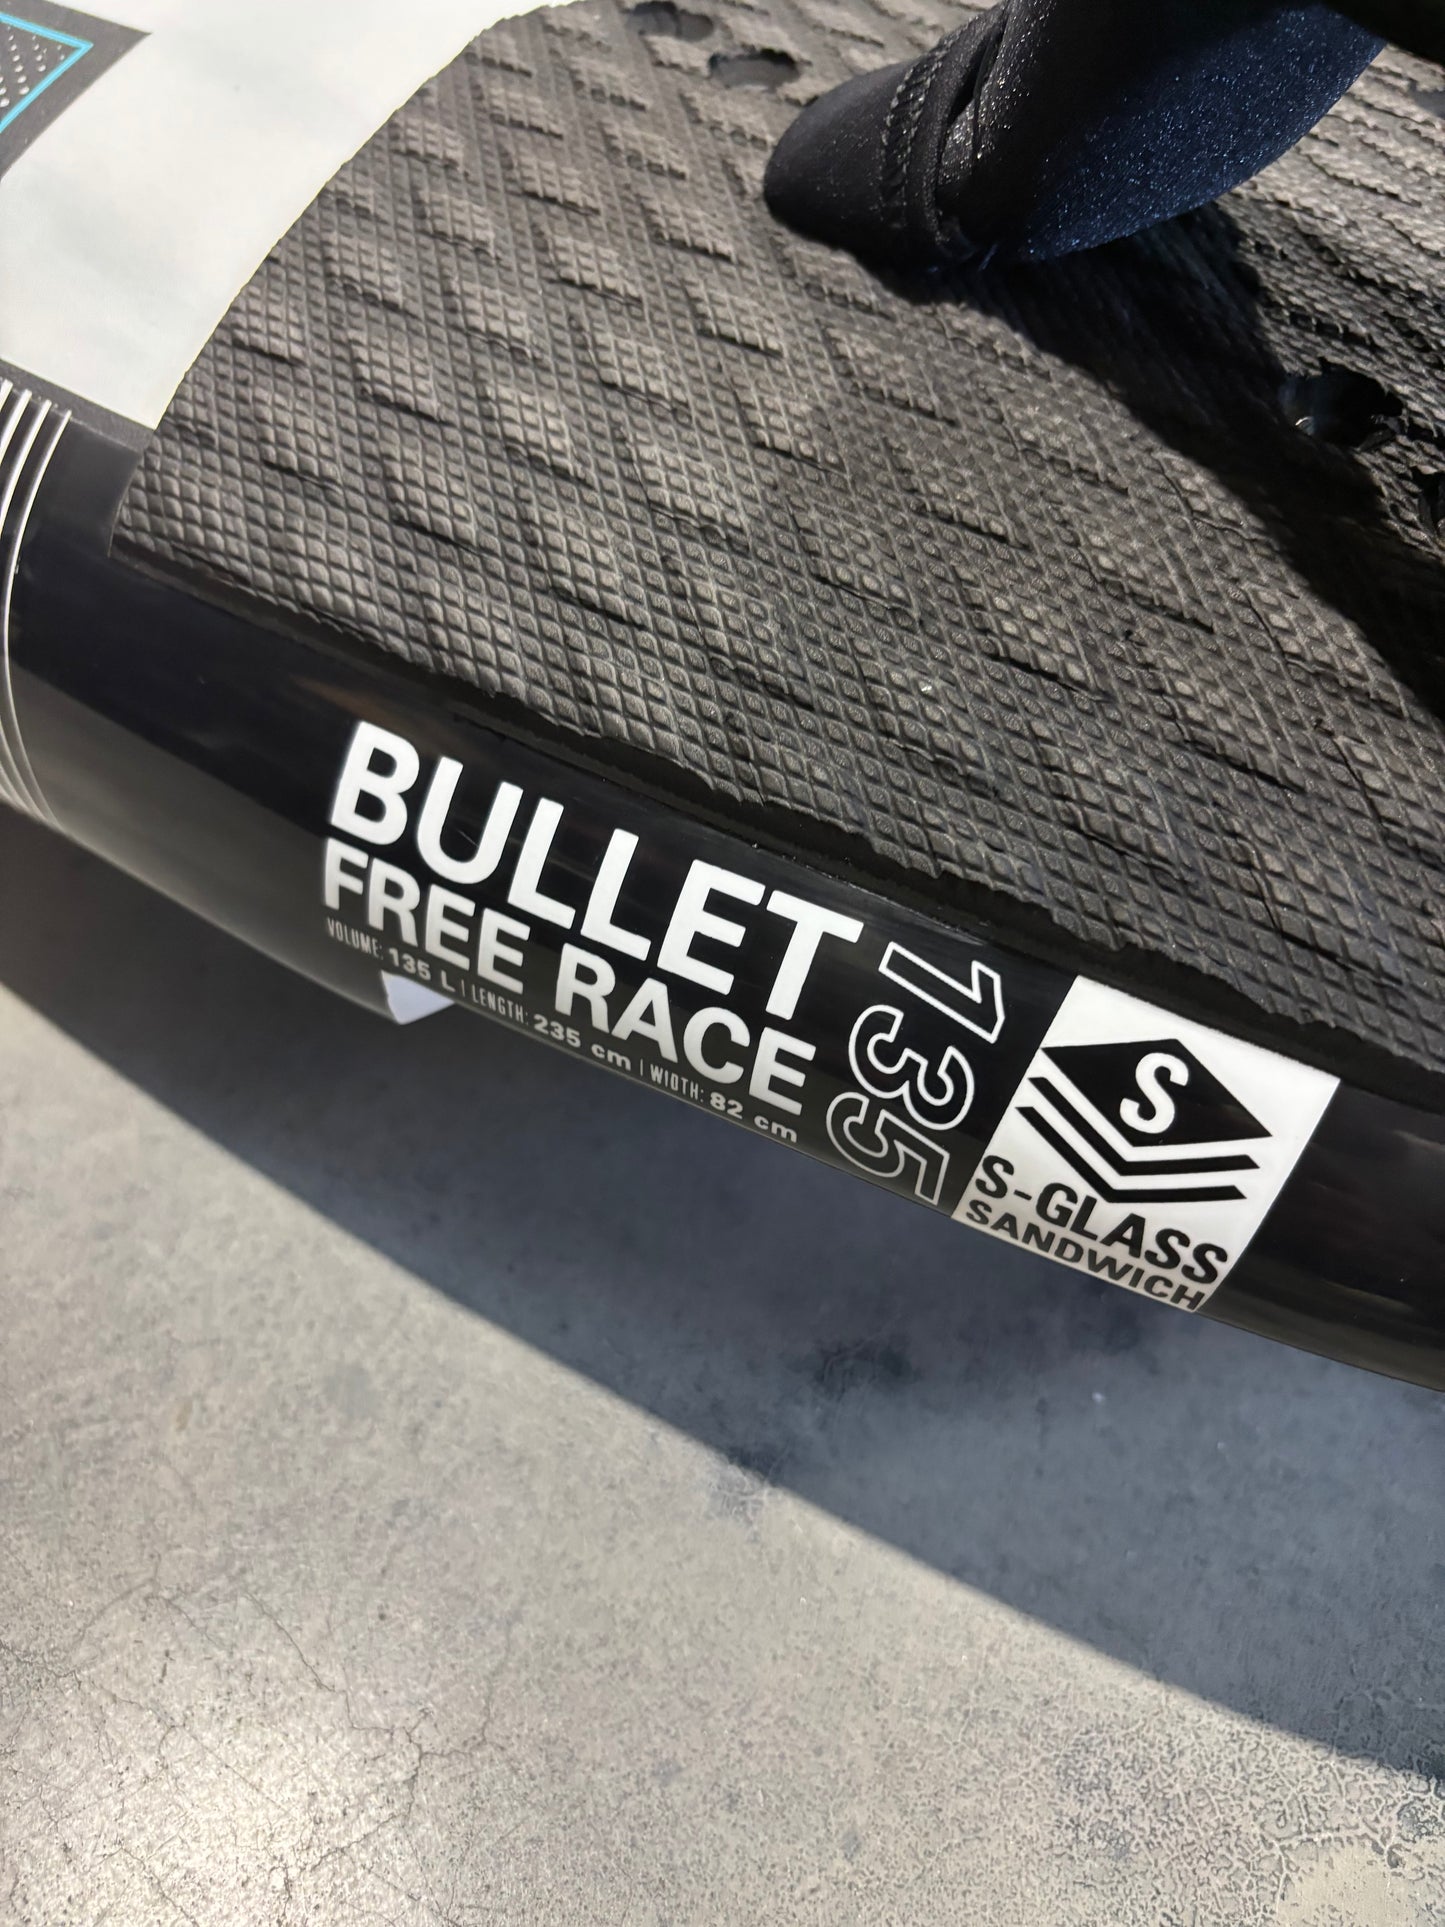 BULLET
FREE RACE
VOLUME: 135 L | LENGTH: 235 cm | WIDTH: 82 cm
135
S
S-GLASS
SANDWICH